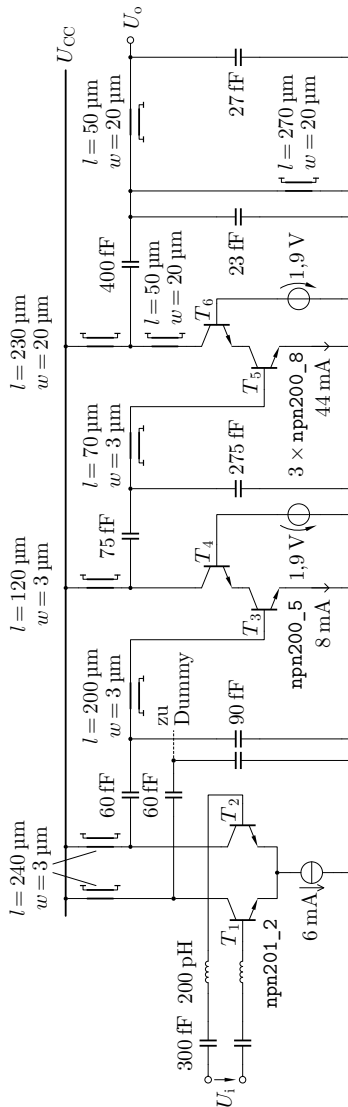 U_CC
l = 240 µm
w = 3 µm
l = 120 µm
w = 3 µm
l = 230 µm
w = 20 µm
l = 50 µm
w = 20 µm
U_o
60 fF
60 fF
l = 200 µm
w = 3 µm
zu
Dummy
75 fF
l = 70 µm
w = 3 µm
400 fF
l = 50 µm
w = 20 µm
300 fF
200 pH
U_i
T_1
T_2
npn201_2
6 mA
90 fF
T_3
T_4
npn200_5
8 mA
1,9 V
275 fF
T_5
T_6
3 × npn200_8
44 mA
1,9 V
23 fF
l = 270 µm
w = 20 µm
27 fF